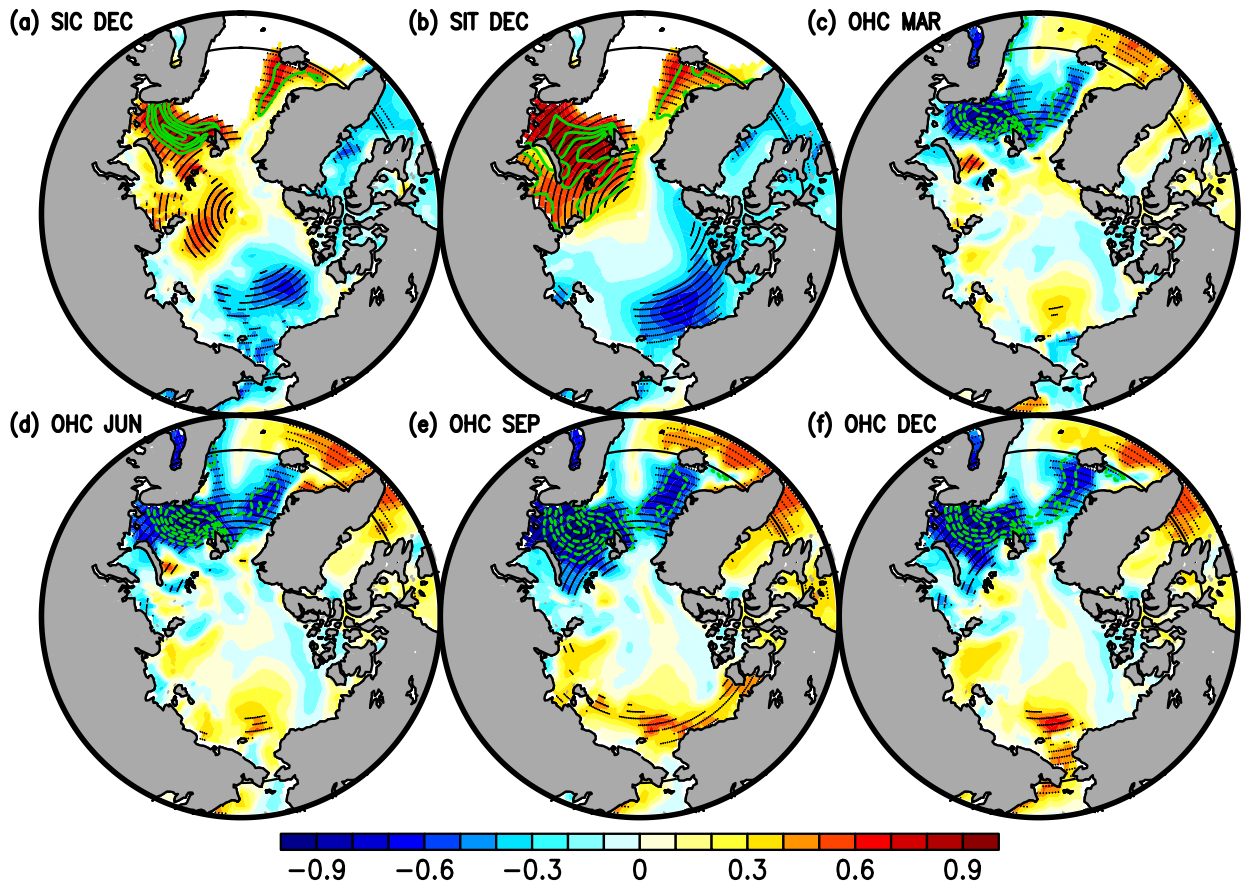 (a) SIC DEC
(b) SIT DEC
(c) OHC MAR
(d) OHC JUN
(e) OHC SEP
(f) OHC DEC
−0.9 −0.6 −0.3 0 0.3 0.6 0.9